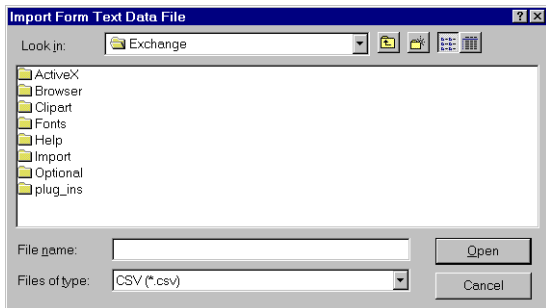 Import Form Text Data File
Look in: Exchange
ActiveX
Browser
Clipart
Fonts
Help
Import
Optional
plug_ins
File name: Open
Files of type: CSV (*.csv) Cancel